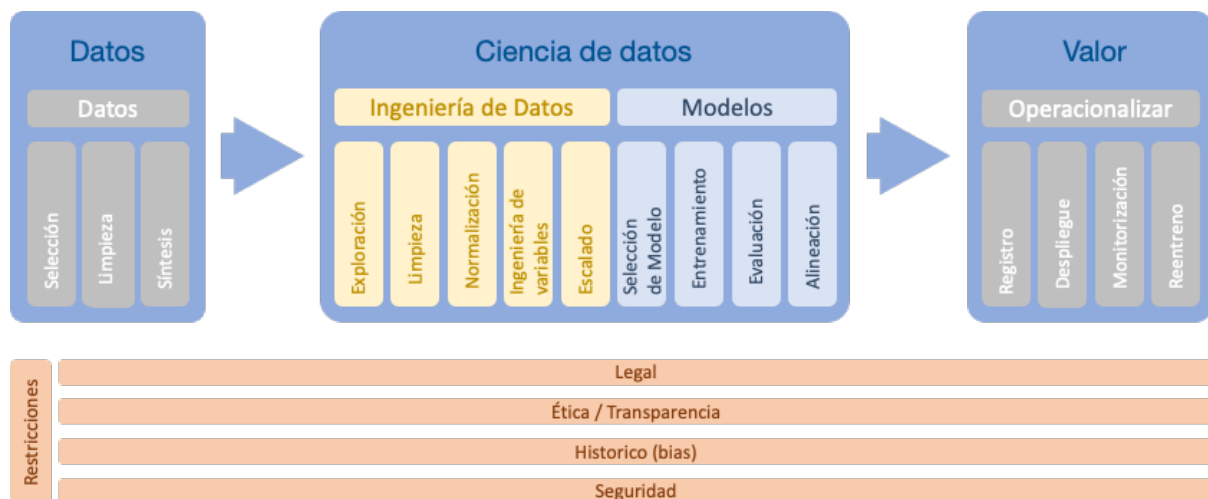 Datos
Datos
Selección
Limpieza
Síntesis
Ciencia de datos
Ingeniería de Datos
Exploración
Limpieza
Normalización
Ingeniería de
variables
Escalado
Modelos
Selección
de Modelo
Entrenamiento
Evaluación
Alineación
Valor
Operacionalizar
Registro
Despliegue
Monitorización
Reentreno
Restricciones
Legal
Ética / Transparencia
Historico (bias)
Seguridad